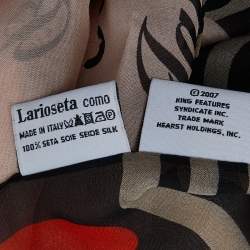 Larioseta como
MADE IN ITALY
100% SETA SOIE SEIDE SILK
© 2007
KING FEATURES
SYNDICATE INC.
TRADE MARK
HEARST HOLDINGS, INC.